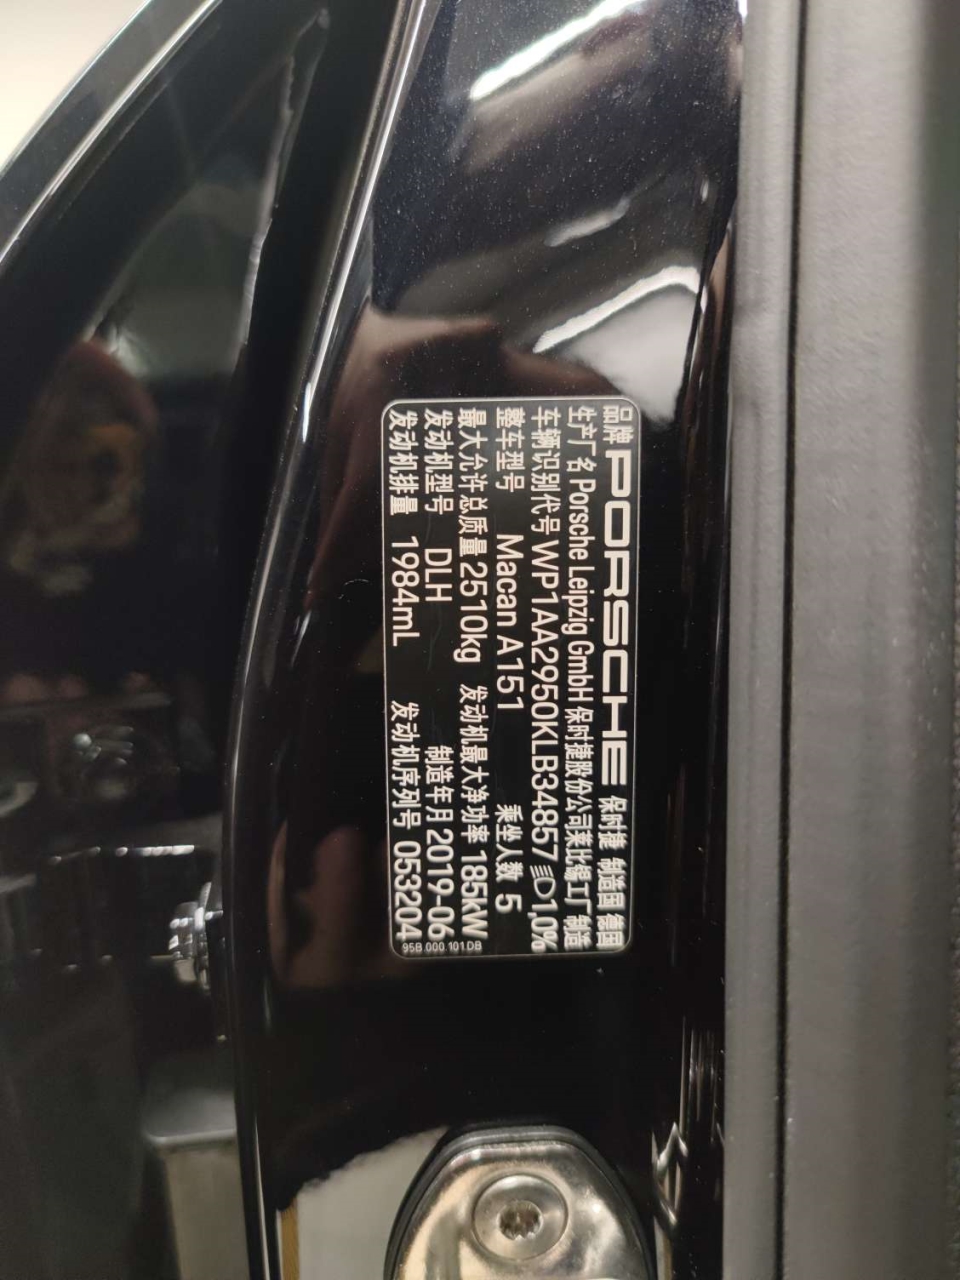 品牌 PORSCHE 保时捷 制造国 德国
生产厂名 Porsche Leipzig GmbH 保时捷股份公司莱比锡工厂 制造
车辆识别代号 WP1AA2950KLB34857 1,0%
整车型号 Macan A151 乘坐人数 5
最大允许总质量 2510kg 发动机最大净功率 185kW
发动机型号 DLH 制造年月 2019-06
发动机排量 1984mL 发动机序列号 053204
95B.000.101.DB